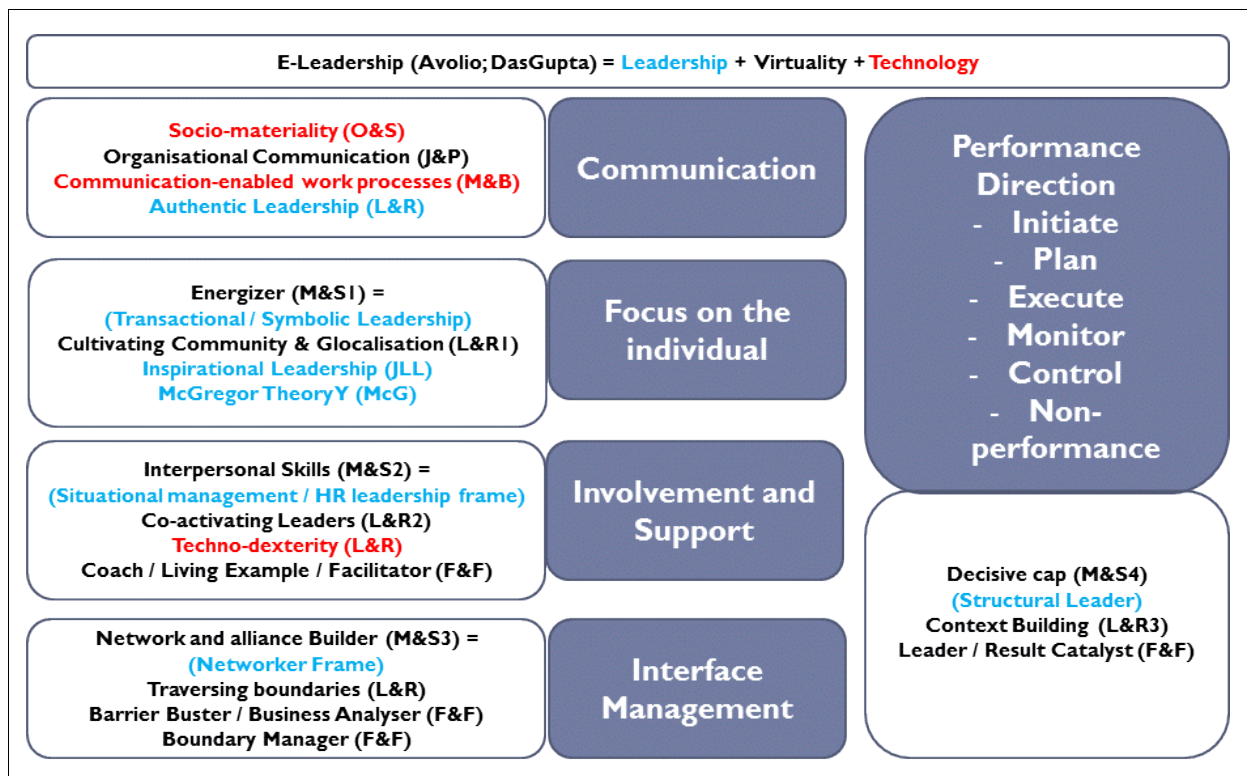 E-Leadership (Avolio; DasGupta) = Leadership + Virtuality + Technology
Socio-materiality (O&S)
Organisational Communication (J&P)
Communication-enabled work processes (M&B)
Authentic Leadership (L&R)
Communication
Energizer (M&S1) =
(Transactional / Symbolic Leadership)
Cultivating Community & Glocalisation (L&R1)
Inspirational Leadership (JLL)
McGregor Theory Y (McG)
Focus on the
individual
Interpersonal Skills (M&S2) =
(Situational management / HR leadership frame)
Co-activating Leaders (L&R2)
Techno-dexterity (L&R)
Coach / Living Example / Facilitator (F&F)
Involvement and
Support
Network and alliance Builder (M&S3) =
(Networker Frame)
Traversing boundaries (L&R)
Barrier Buster / Business Analyser (F&F)
Boundary Manager (F&F)
Interface
Management
Performance
Direction
- Initiate
- Plan
- Execute
- Monitor
- Control
- Non-
performance
Decisive cap (M&S4)
(Structural Leader)
Context Building (L&R3)
Leader / Result Catalyst (F&F)